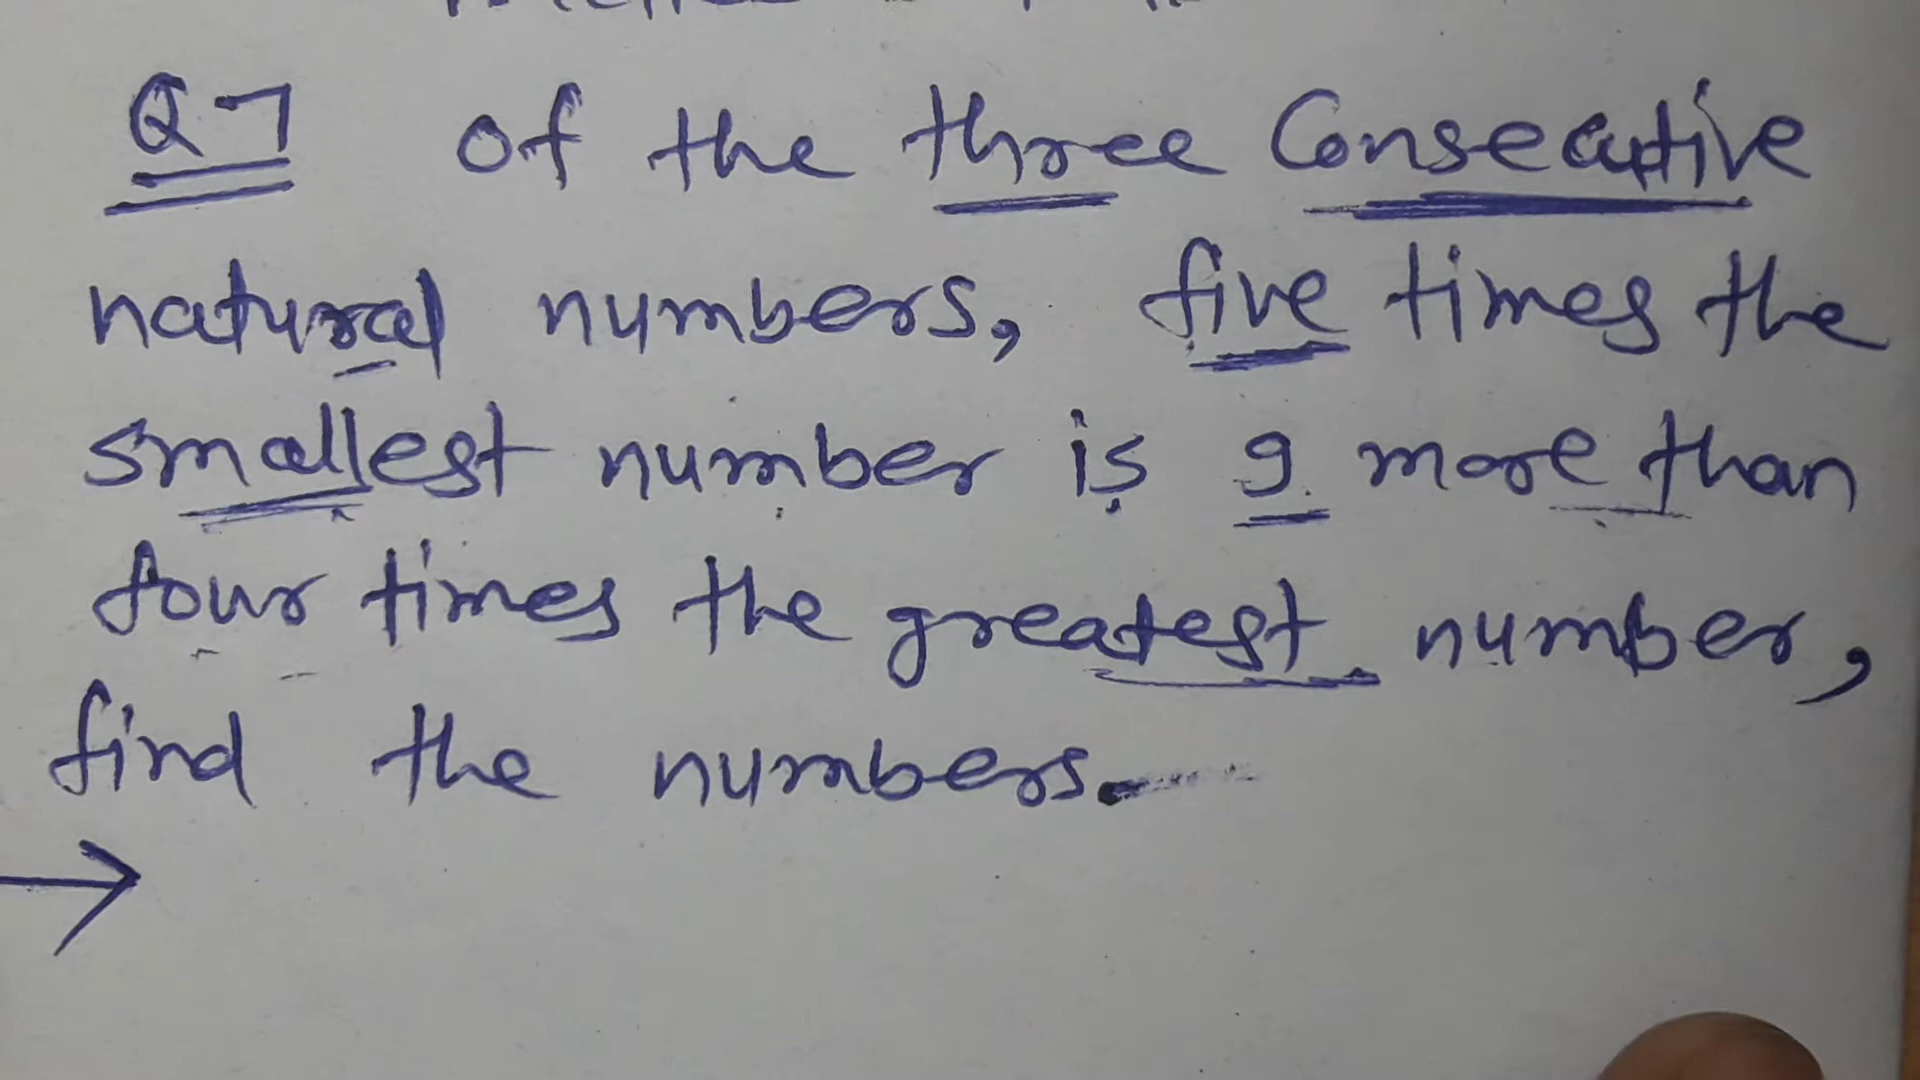 Q7 Of the three Consecutive
natural numbers, five times the
smallest number is 9 more than
four times the greatest number,
find the numbers.
→